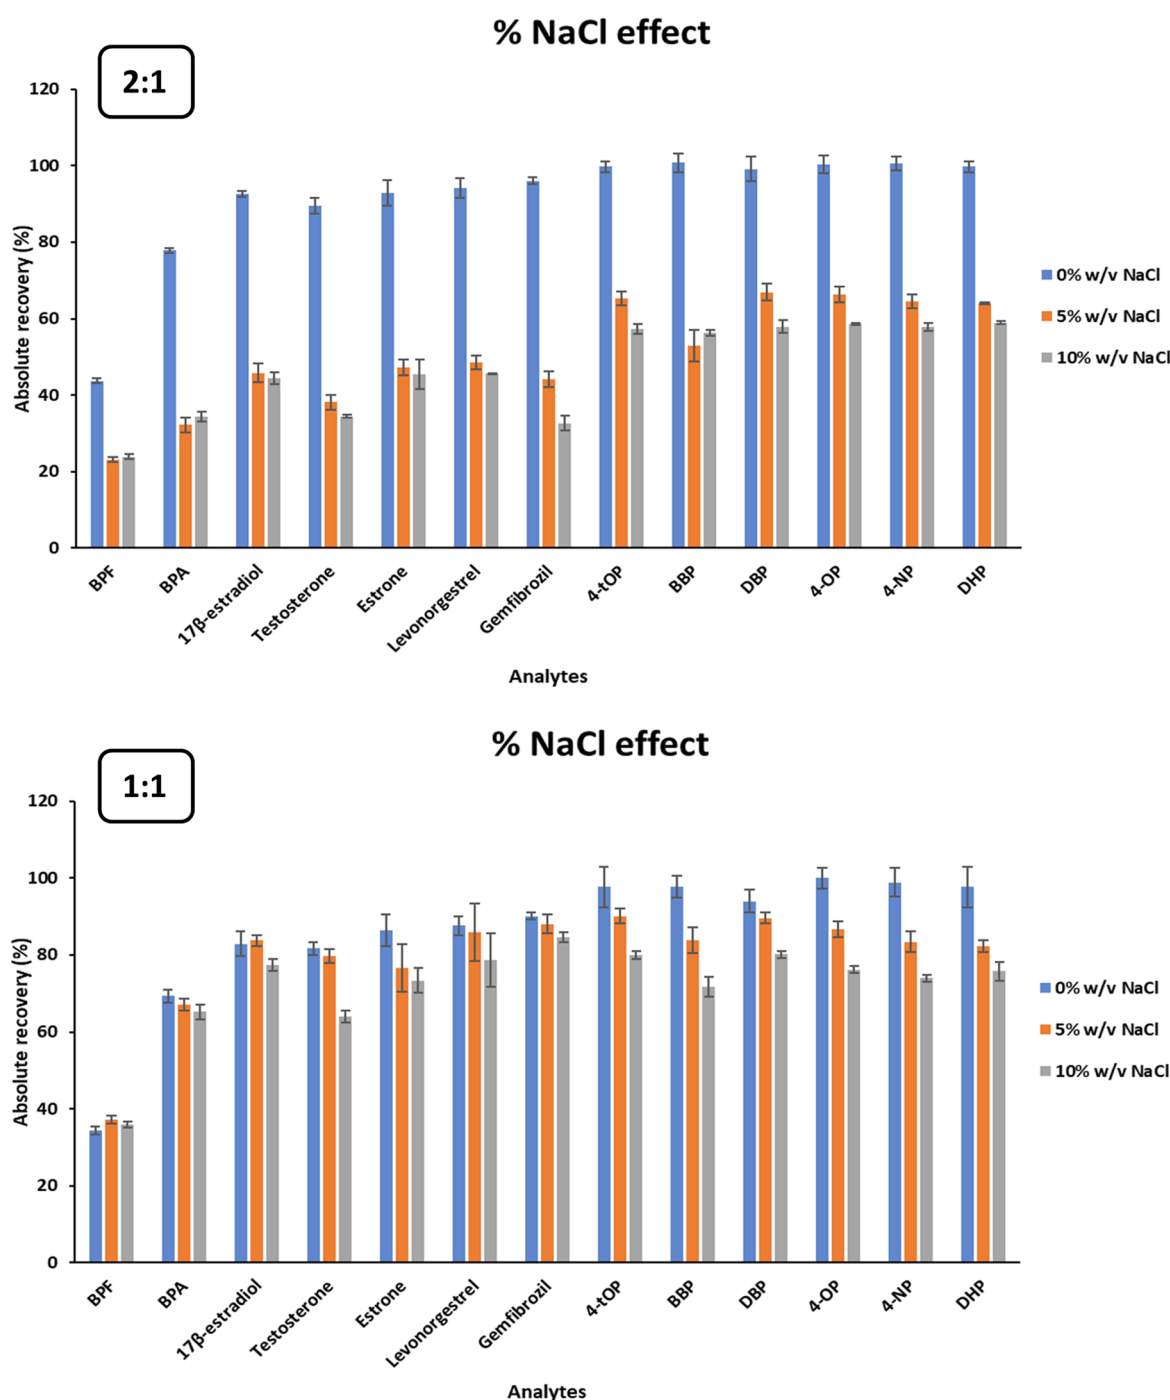 % NaCl effect
2:1
120
100
80
60
40
20
0
Absolute recovery (%)
BPF
BPA
17β-estradiol
Testosterone
Estrone
Levonorgestrel
Gemfibrozil
4-tOP
BBP
DBP
4-OP
4-NP
DHP
Analytes
0% w/v NaCl
5% w/v NaCl
10% w/v NaCl
% NaCl effect
1:1
120
100
80
60
40
20
0
Absolute recovery (%)
BPF
BPA
17β-estradiol
Testosterone
Estrone
Levonorgestrel
Gemfibrozil
4-tOP
BBP
DBP
4-OP
4-NP
DHP
Analytes
0% w/v NaCl
5% w/v NaCl
10% w/v NaCl